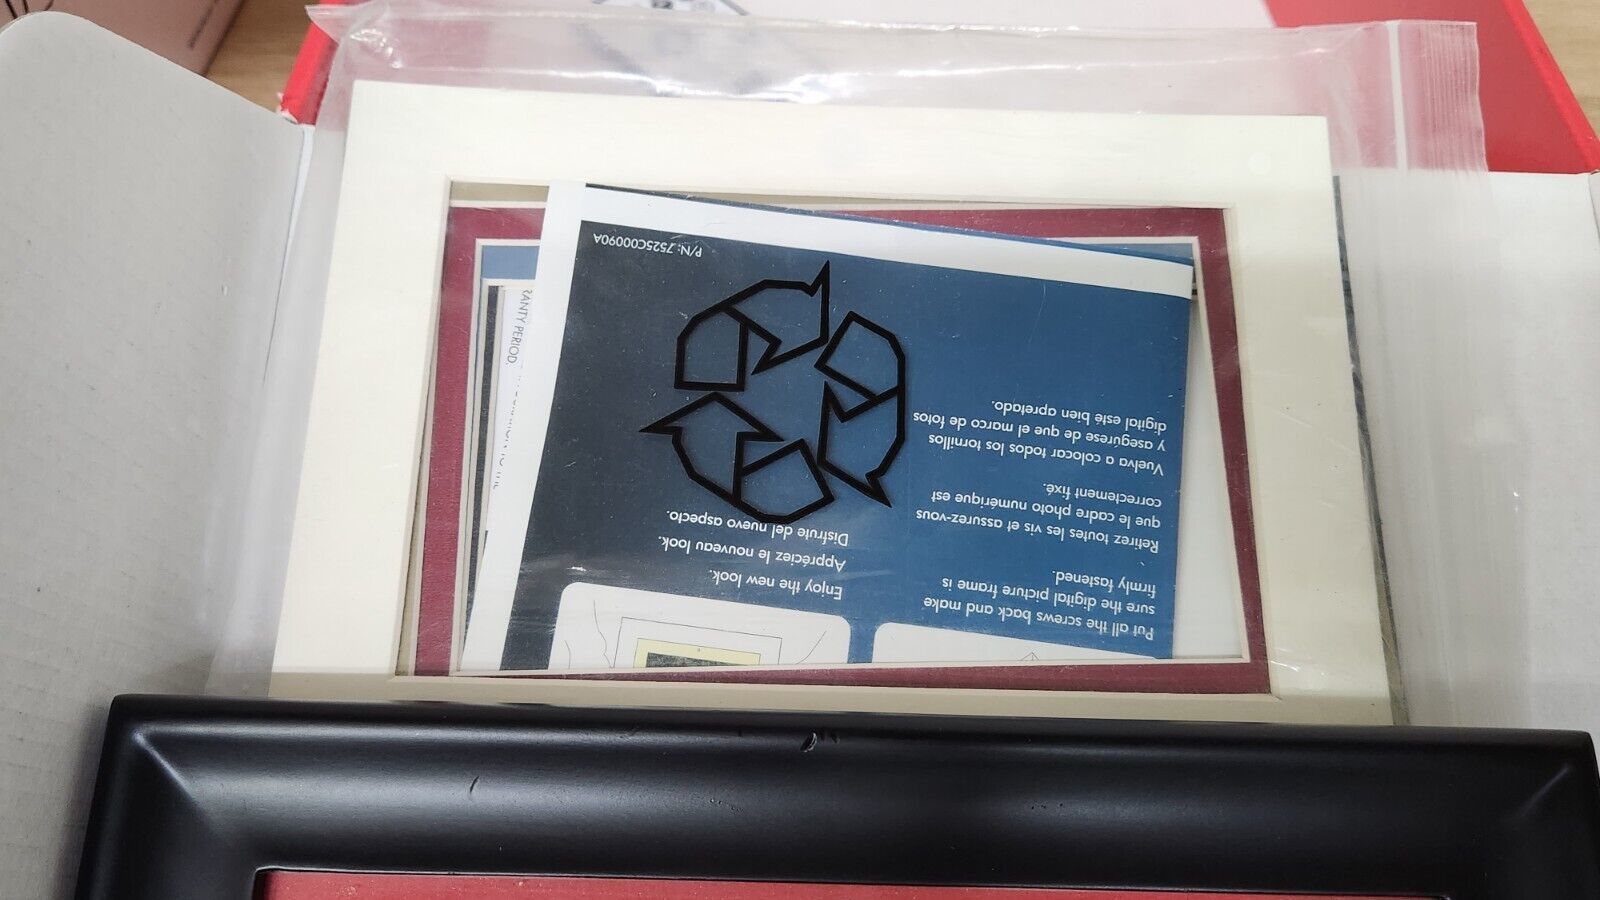 P/N: 7525C00090A
Put all the screws back and make
sure the digital picture frame is
firmly fastened.
Retirez toutes les vis et assurez-vous
que le cadre photo numérique est
correctement fixé.
Vuelva a colocar todos los tornillos
y asegúrese de que el marco de fotos
digital esté bien apretado.
Enjoy the new look.
Appréciez le nouveau look.
Disfrute del nuevo aspecto.
RANTY PERIOD.